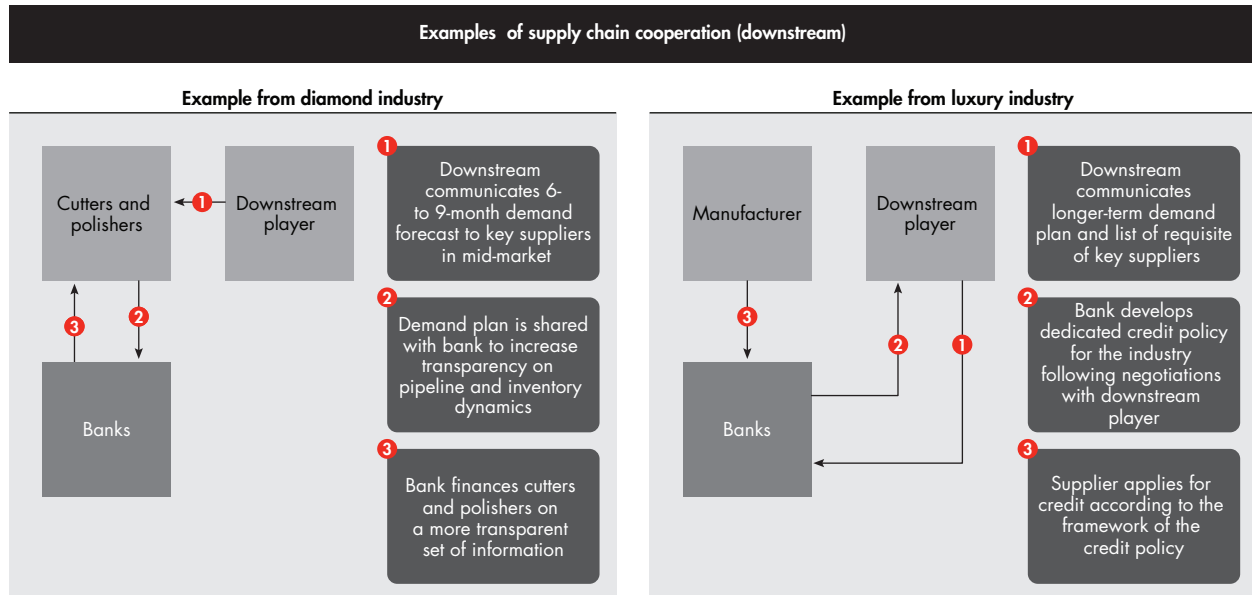 Examples of supply chain cooperation (downstream)
Example from diamond industry
Cutters and
polishers
1
Downstream
player
3
2
Banks
1
Downstream
communicates 6-
to 9-month demand
forecast to key suppliers
in mid-market
2
Demand plan is shared
with bank to increase
transparency on
pipeline and inventory
dynamics
3
Bank finances cutters
and polishers on
a more transparent
set of information
Example from luxury industry
Manufacturer
Downstream
player
3
2
1
Banks
1
Downstream
communicates
longer-term demand
plan and list of requisite
of key suppliers
2
Bank develops
dedicated credit policy
for the industry
following negotiations
with downstream
player
3
Supplier applies for
credit according to the
framework of the
credit policy